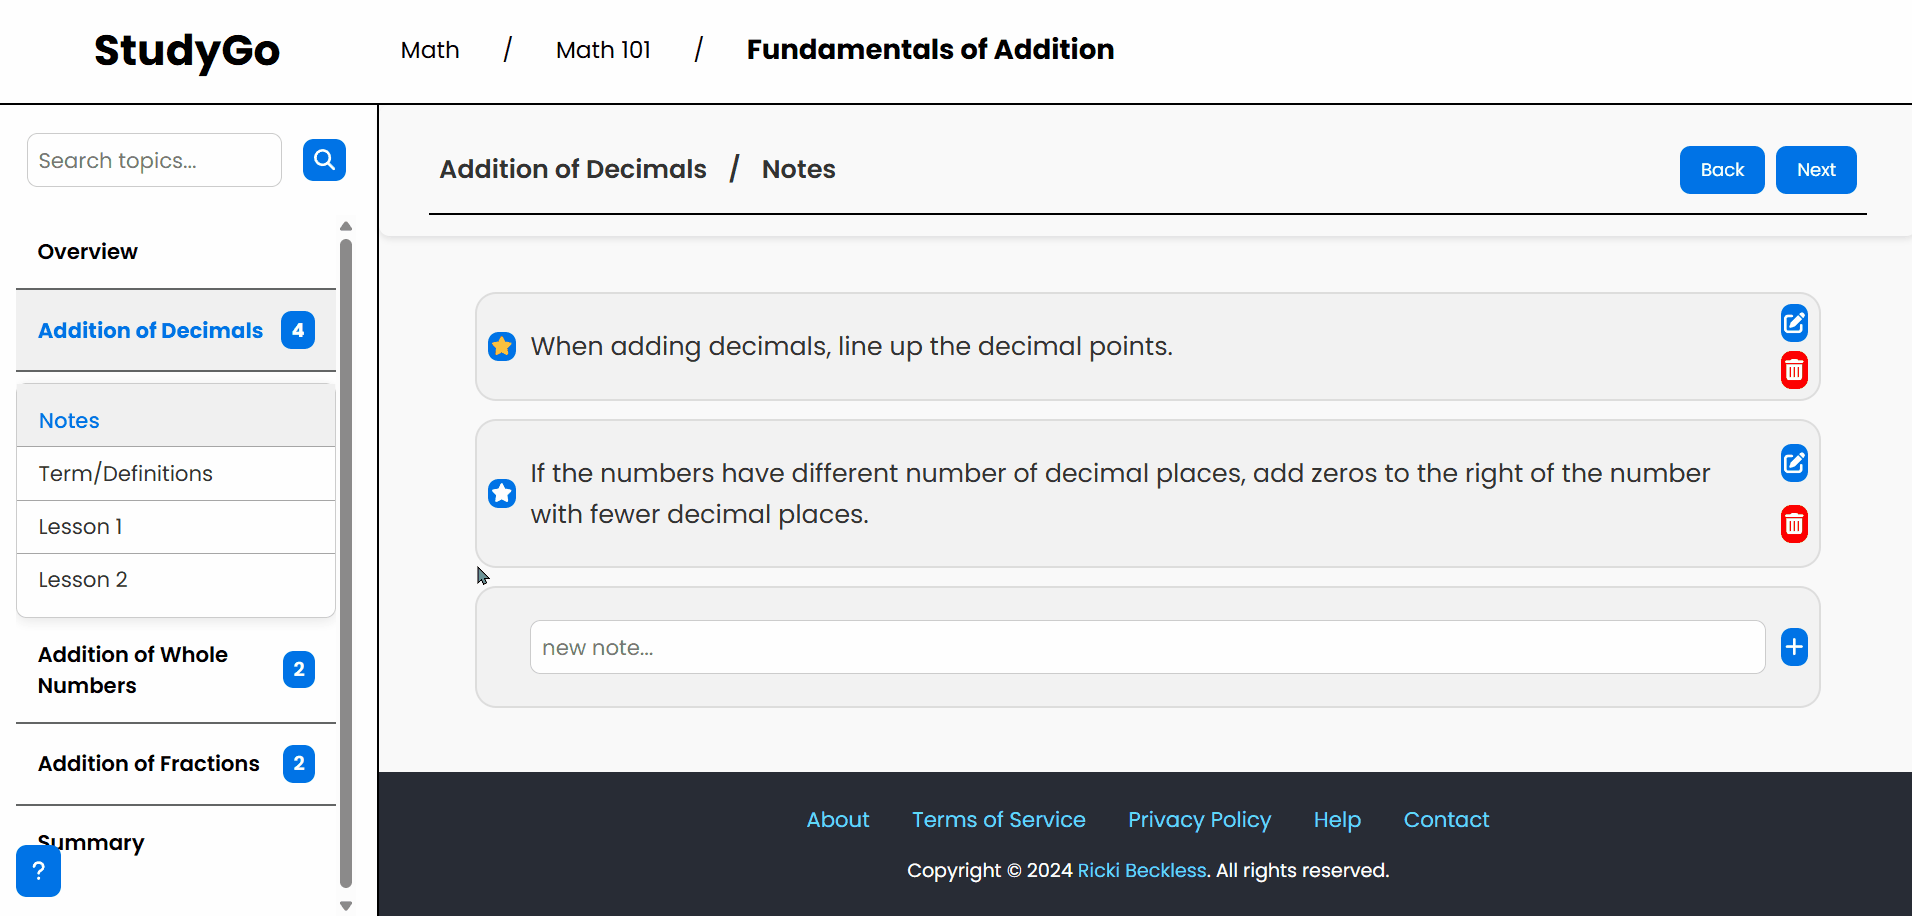 StudyGo
Math / Math 101 / Fundamentals of Addition
Search topics...
Overview
Addition of Decimals 4
Notes
Term/Definitions
Lesson 1
Lesson 2
Addition of Whole
Numbers
2
Addition of Fractions 2
Summary
?
Addition of Decimals / Notes
Back
Next
When adding decimals, line up the decimal points.
If the numbers have different number of decimal places, add zeros to the right of the number
with fewer decimal places.
new note...
About
Terms of Service
Privacy Policy
Help
Contact
Copyright © 2024 Ricki Beckless. All rights reserved.